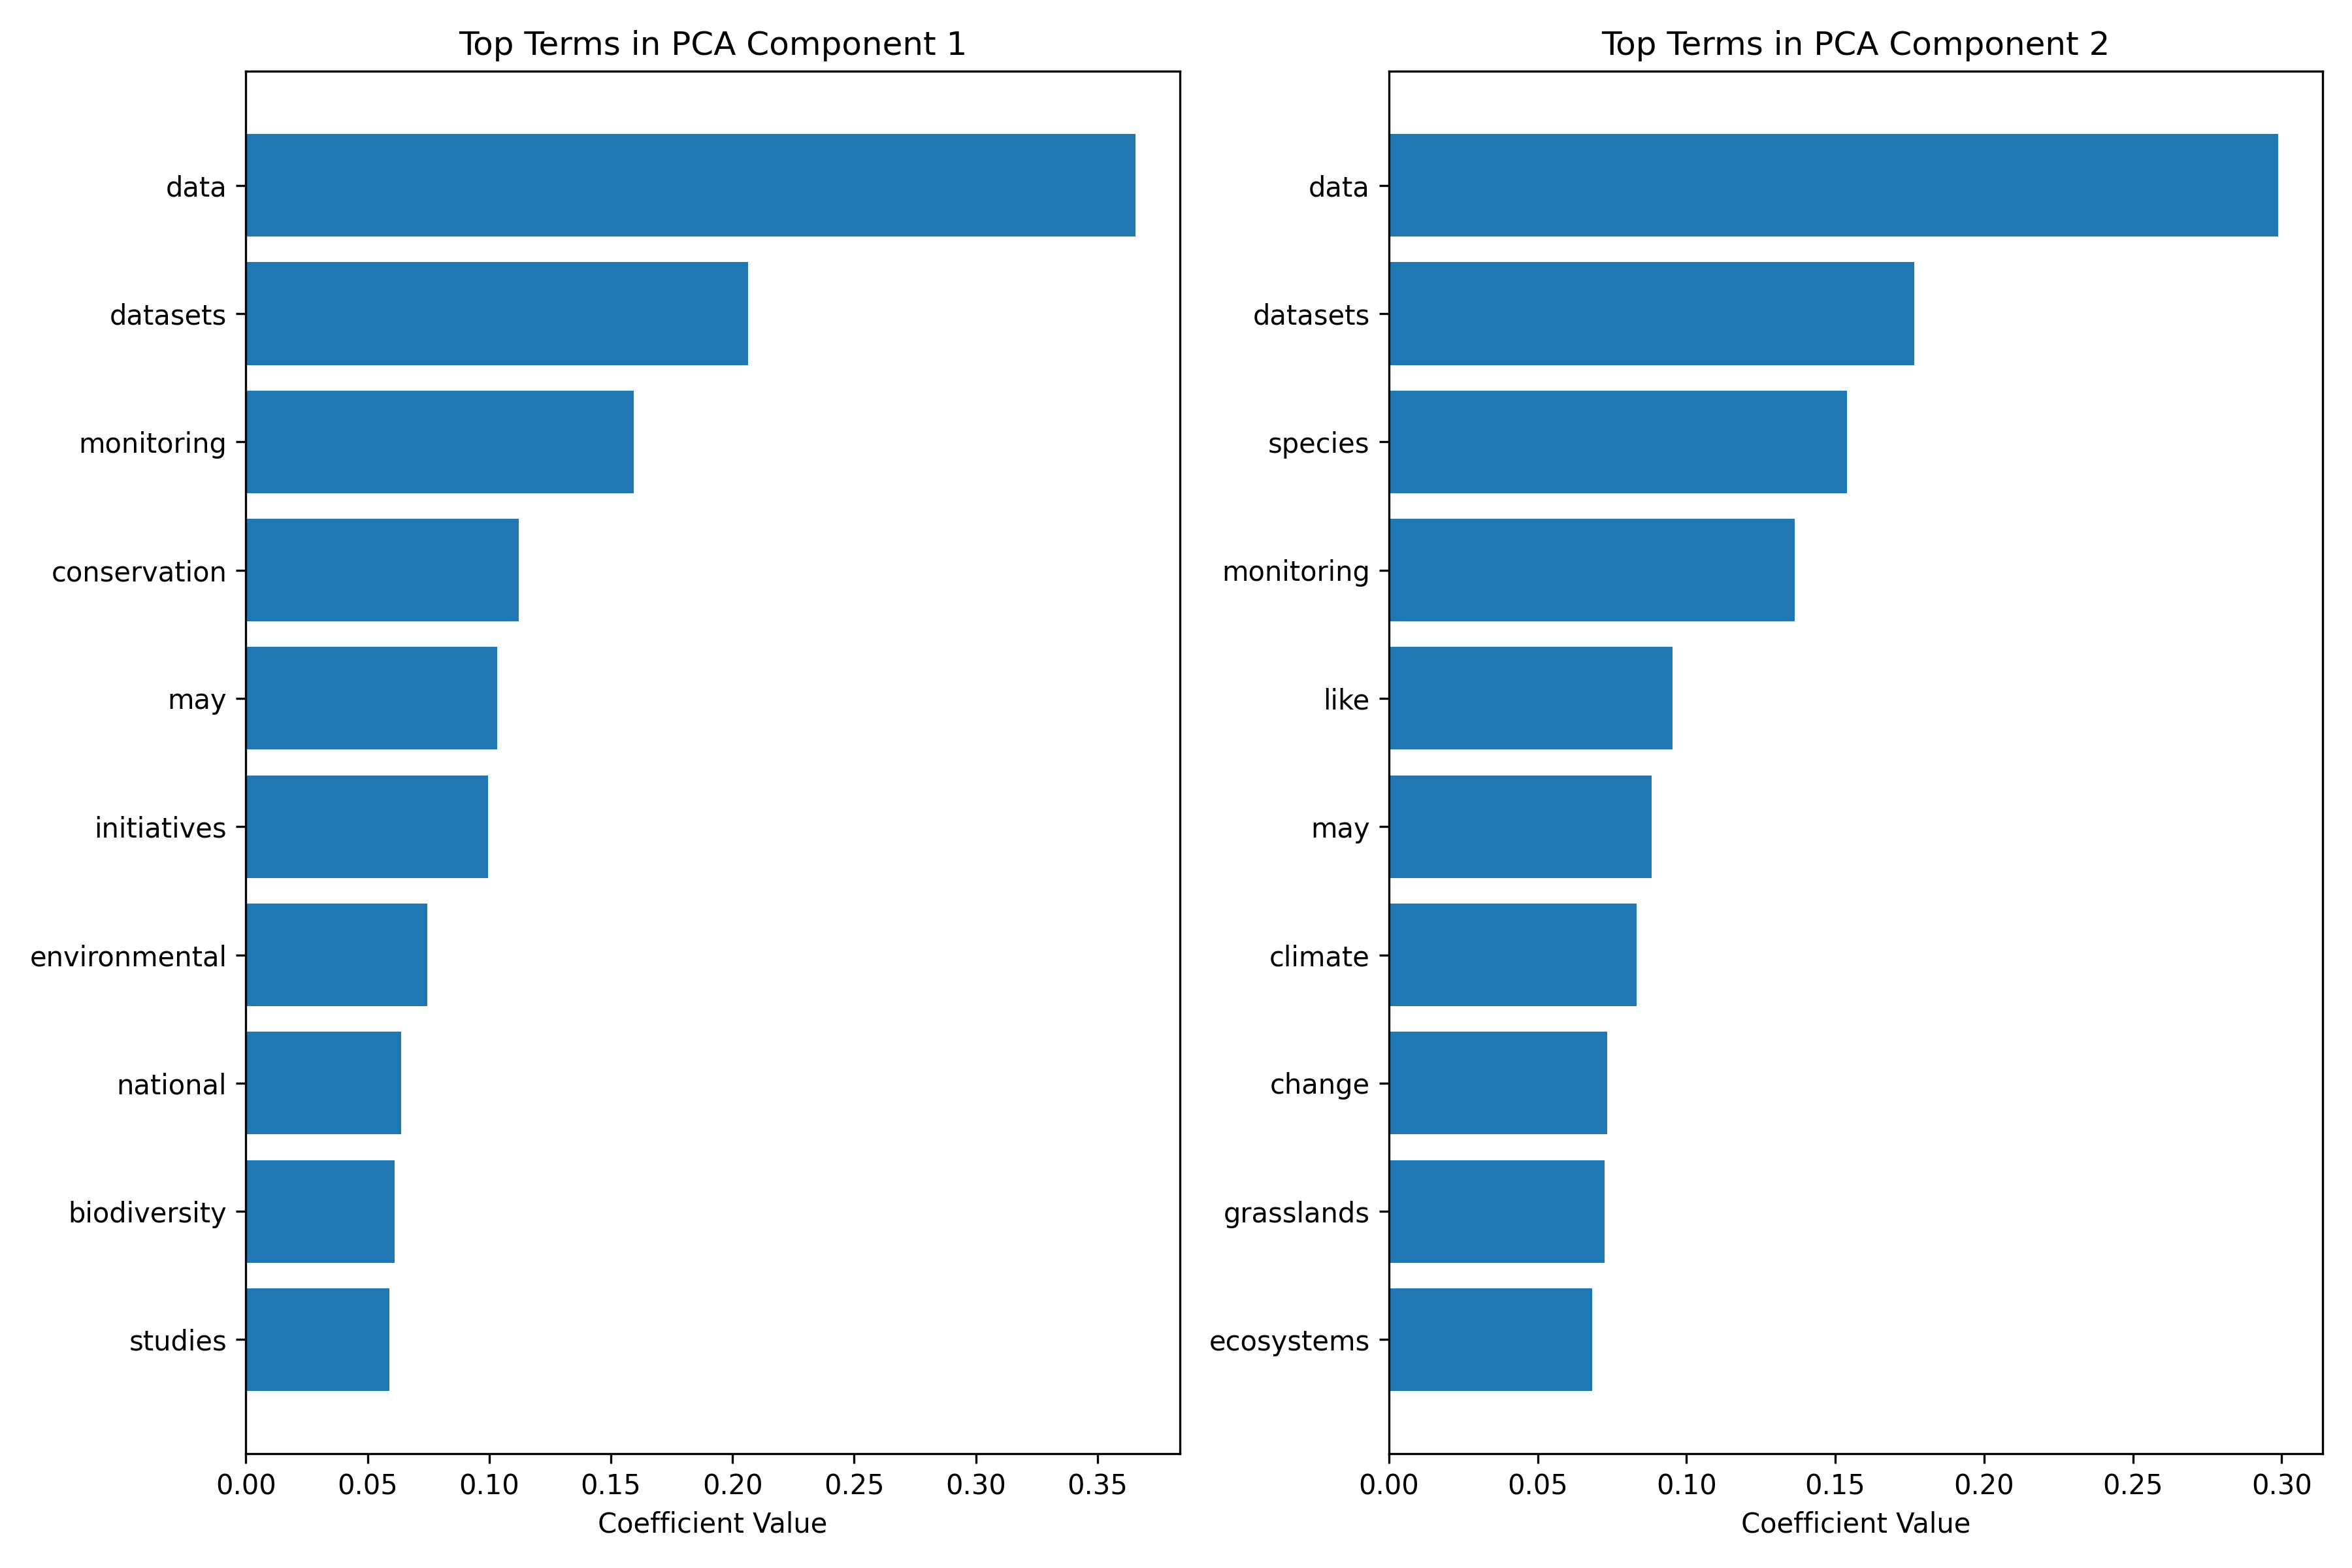 Top Terms in PCA Component 1
data
datasets
monitoring
conservation
may
initiatives
environmental
national
biodiversity
studies
0.00 0.05 0.10 0.15 0.20 0.25 0.30 0.35
Coefficient Value
Top Terms in PCA Component 2
data
datasets
species
monitoring
like
may
climate
change
grasslands
ecosystems
0.00 0.05 0.10 0.15 0.20 0.25 0.30
Coefficient Value